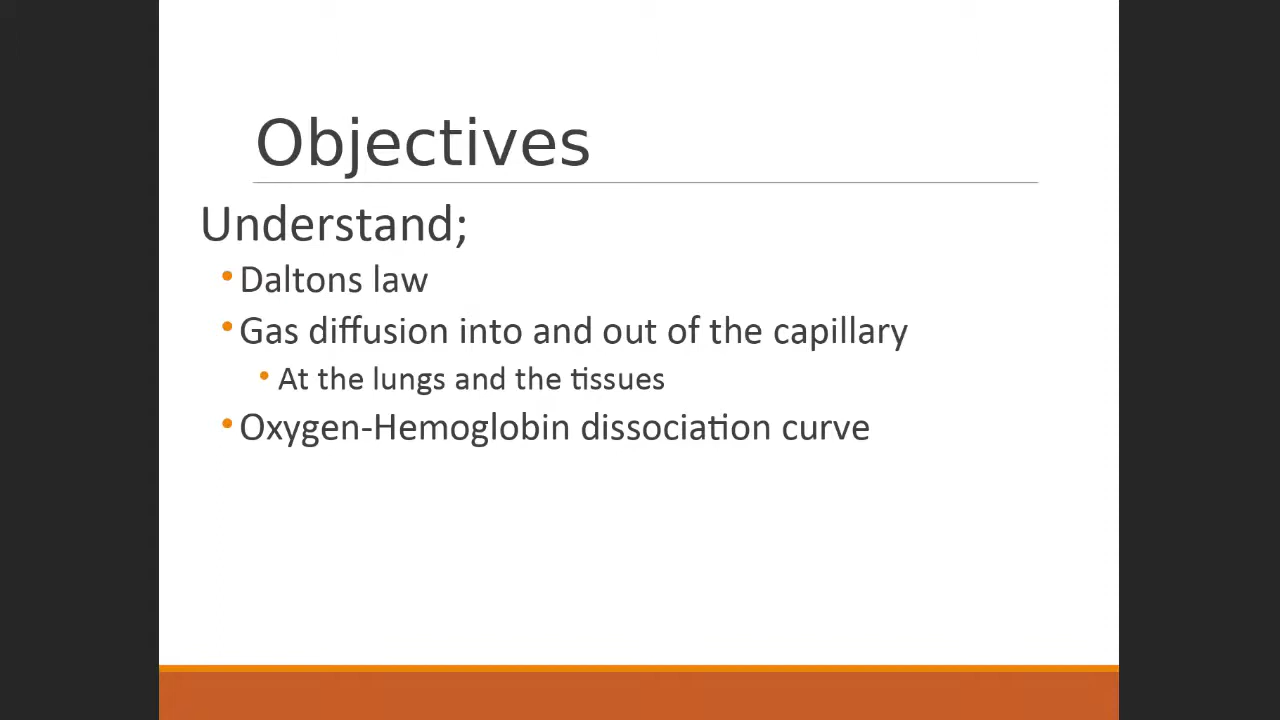 Objectives
Understand;
•Daltons law
•Gas diffusion into and out of the capillary
•At the lungs and the tissues
•Oxygen-Hemoglobin dissociation curve